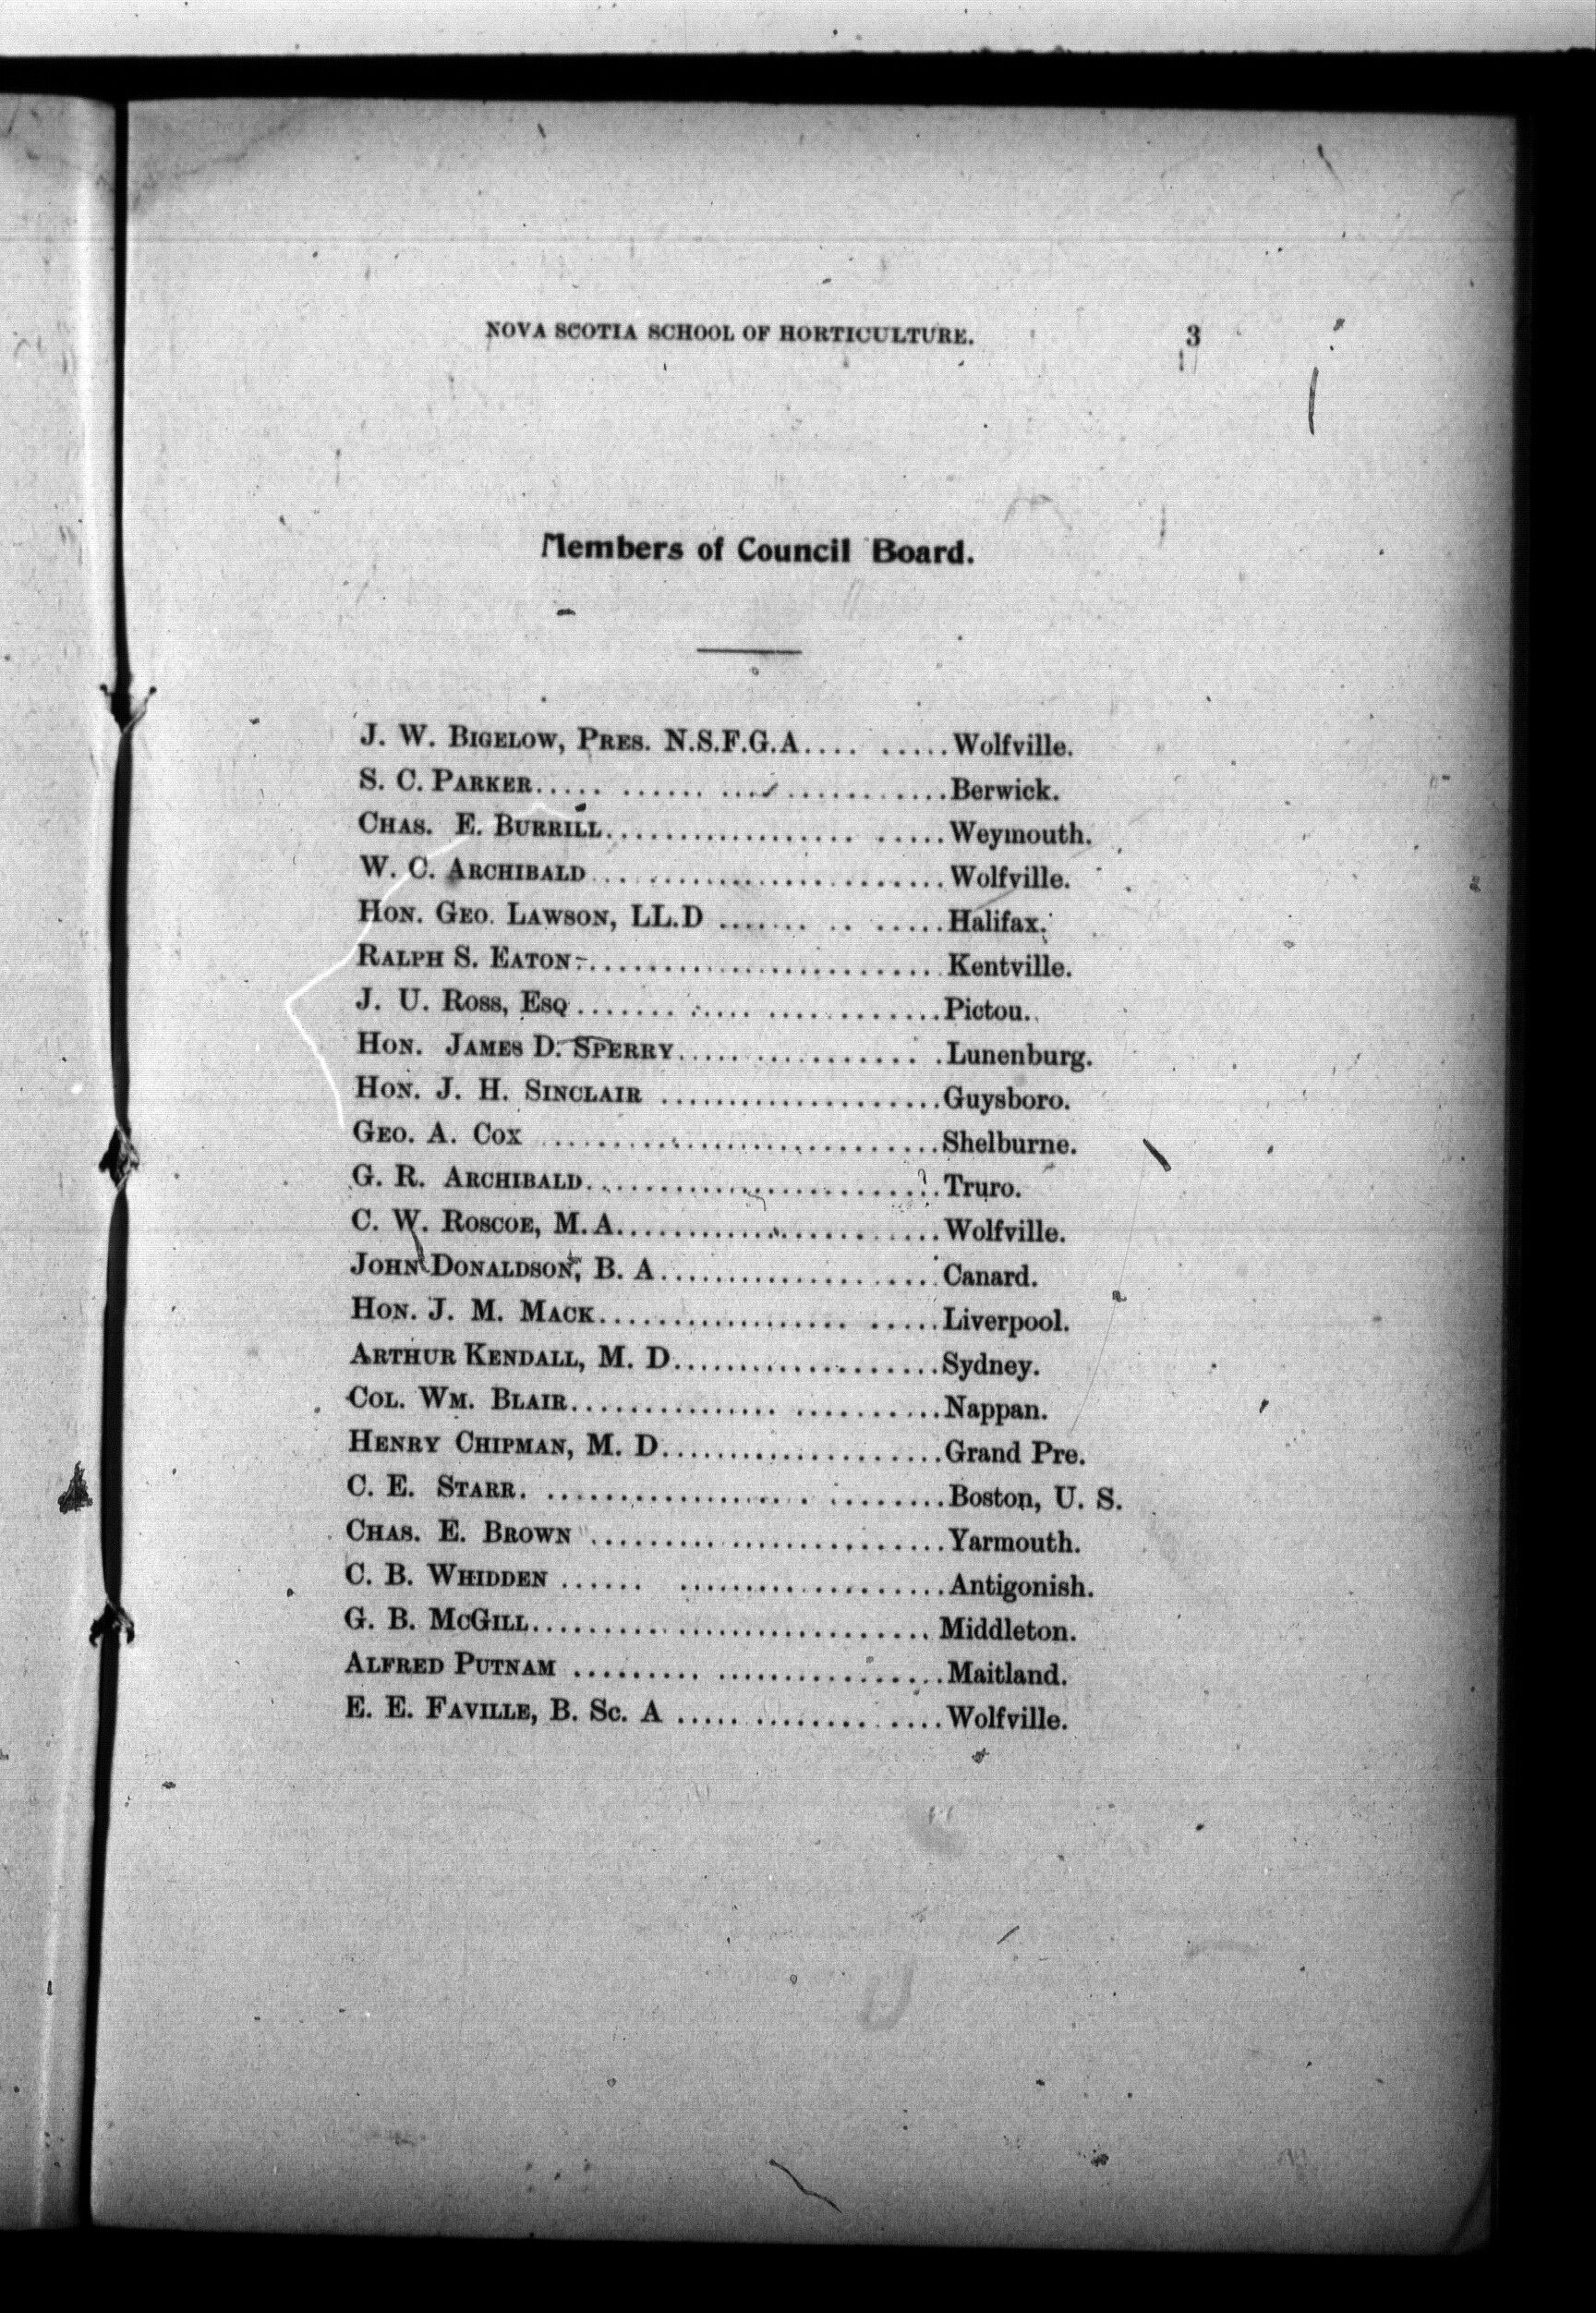 NOVA SCOTIA SCHOOL OF HORTICULTURE. 3
Members of Council Board.
J. W. BIGELOW, PRES. N.S.F.G.A.... .....Wolfville.
S. C. PARKER..... ...... .... ...........Berwick.
CHAS. E. BURRILL................. .....Weymouth.
W. C. ARCHIBALD........................Wolfville.
HON. GEO. LAWSON, LL.D ....... .. .....Halifax.
RALPH S. EATON.........................Kentville.
J. U. ROSS, ESQ....... ..... ............Pictou.
HON. JAMES D. SPERRY................ .Lunenburg.
HON. J. H. SINCLAIR ...................Guysboro.
GEO. A. COX ...........................Shelburne.
G. R. ARCHIBALD........................Truro.
C. W. ROSCOE, M. A......................Wolfville.
JOHN DONALDSON, B. A...................Canard.
HON. J. M. MACK................. .....Liverpool.
ARTHUR KENDALL, M. D..................Sydney.
COL. WM. BLAIR.............. ..........Nappan.
HENRY CHIPMAN, M. D...................Grand Pre.
C. E. STARR. .................. ........Boston, U. S.
CHAS. E. BROWN ........................Yarmouth.
C. B. WHIDDEN ...... ..................Antigonish.
G. B. MCGILL...........................Middleton.
ALFRED PUTNAM ......... ...............Maitland.
E. E. FAVILLE, B. SC. A ..... ........ ....Wolfville.